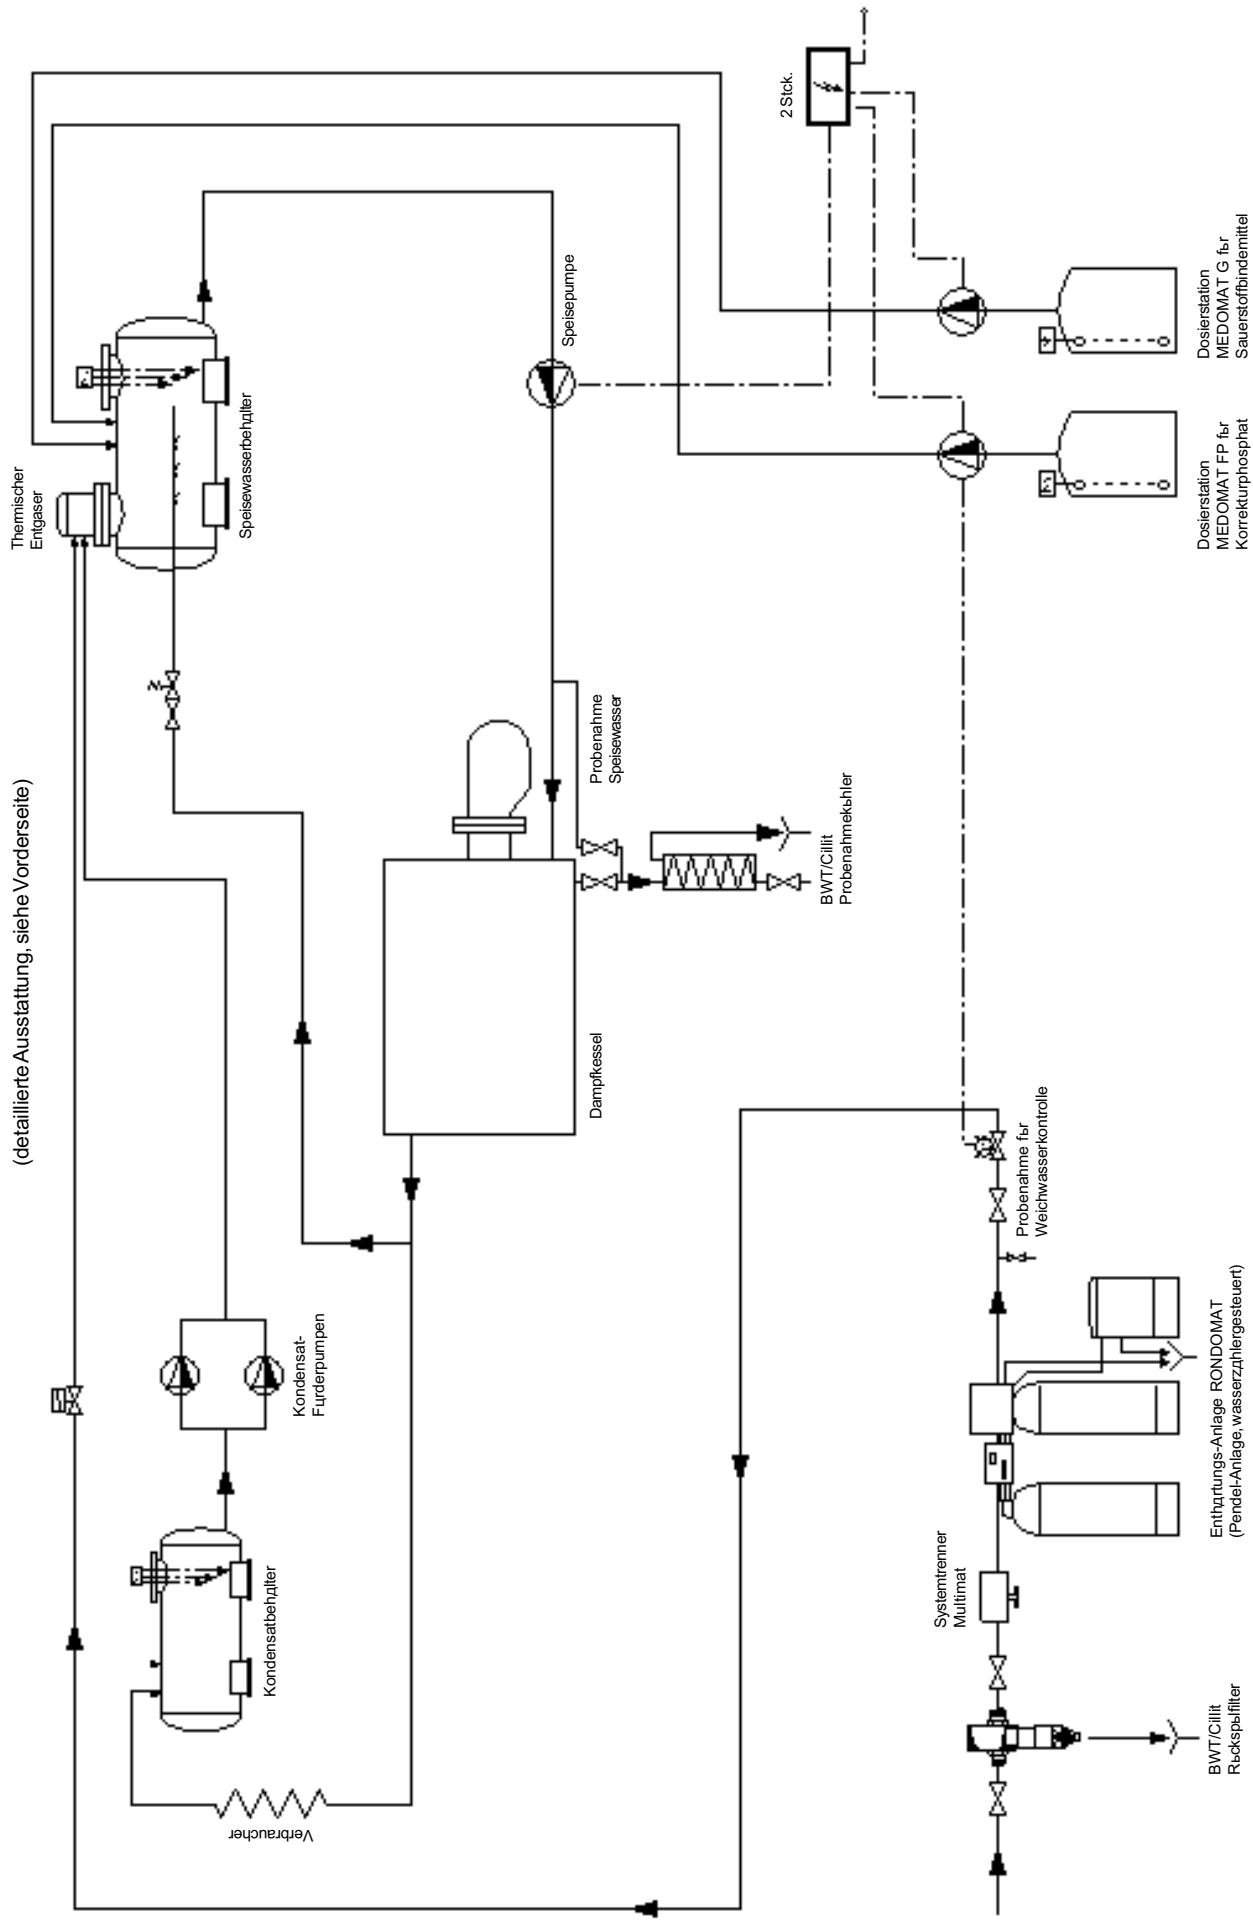 (detaillierte Ausstattung, siehe Vorderseite)
Thermischer
Entgaser
Speisewasserbehдlter
2 Stck.
Speisepumpe
Kondensat-
Fцrderpumpen
Kondensatbehдlter
Verbraucher
Dampfkessel
Probenahme
Speisewasser
BWT/Cillit
Probenahmekьhler
Dosierstation
MEDOMAT G fьr
Sauerstoffbindemittel
Dosierstation
MEDOMAT FP fьr
Korrekturphosphat
Probenahme fьr
Weichwasserkontrolle
Enthдrtungs-Anlage RONDOMAT
(Pendel-Anlage, wasserzдhlergesteuert)
Systemtrenner
Multimat
BWT/Cillit
Rьckspьlfilter